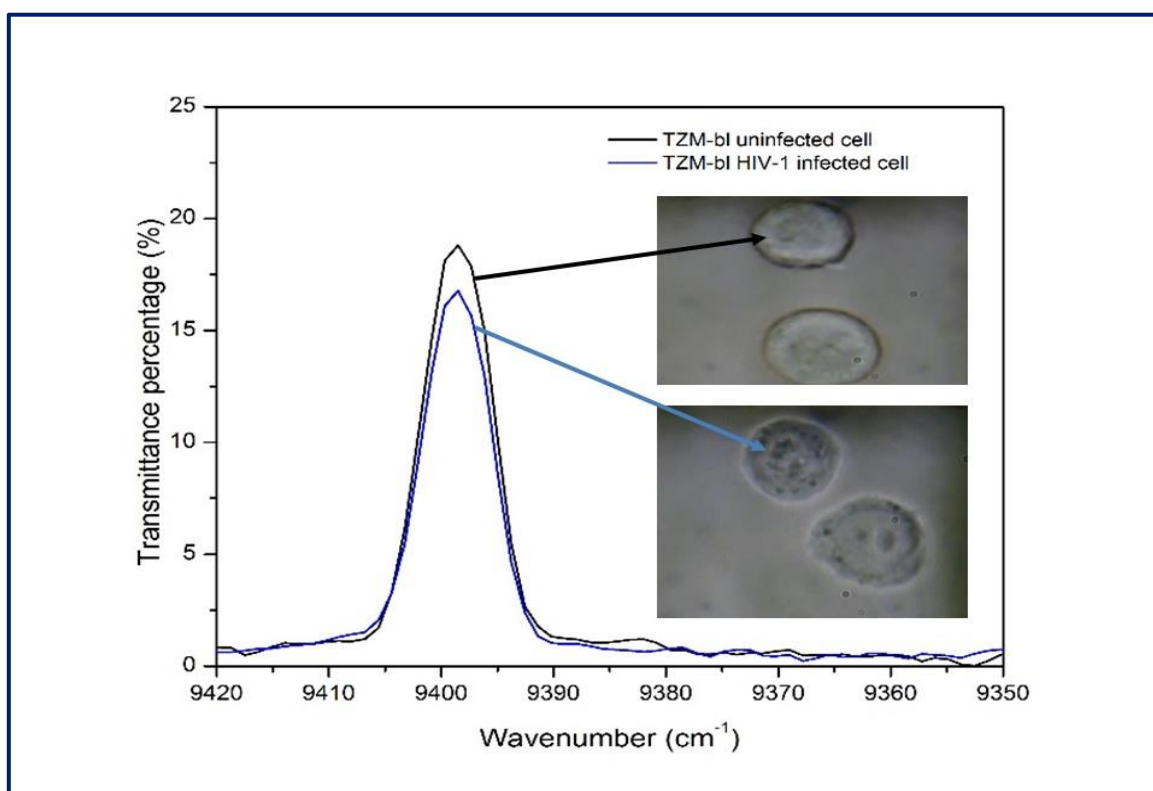 25
20
15
10
5
0
Transmittance percentage (%)
TZM-bl uninfected cell
TZM-bl HIV-1 infected cell
9420 9410 9400 9390 9380 9370 9360 9350
Wavenumber (cm⁻¹)